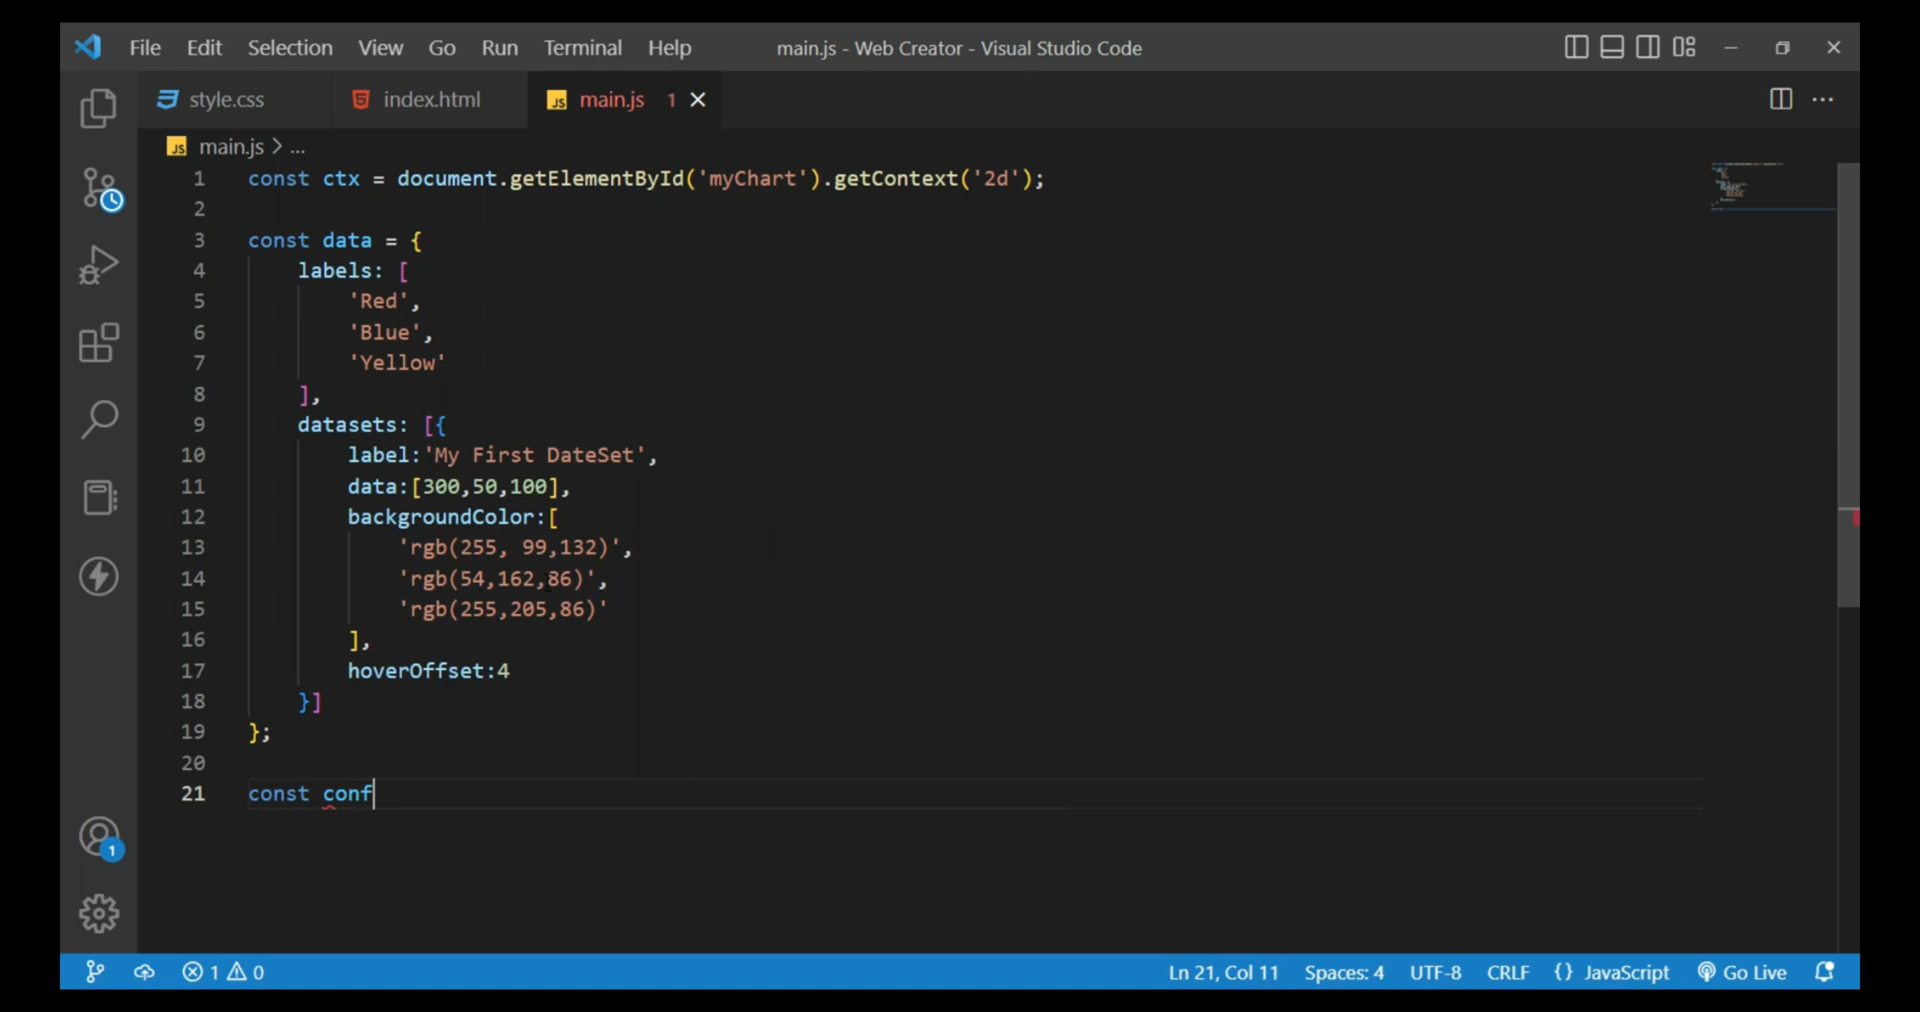 File Edit Selection View Go Run Terminal Help main.js - Web Creator - Visual Studio Code
style.css index.html JS main.js 1
JS main.js > ...
1 const ctx = document.getElementById('myChart').getContext('2d');
2
3 const data = {
4 labels: [
5 'Red',
6 'Blue',
7 'Yellow'
8 ],
9 datasets: [{
10 label:'My First DateSet',
11 data:[300,50,100],
12 backgroundColor:[
13 'rgb(255, 99,132)',
14 'rgb(54,162,86)',
15 'rgb(255,205,86)'
16 ],
17 hoverOffset:4
18 }]
19 };
20
21 const conf
1
1 0 Ln 21, Col 11 Spaces: 4 UTF-8 CRLF {} JavaScript Go Live